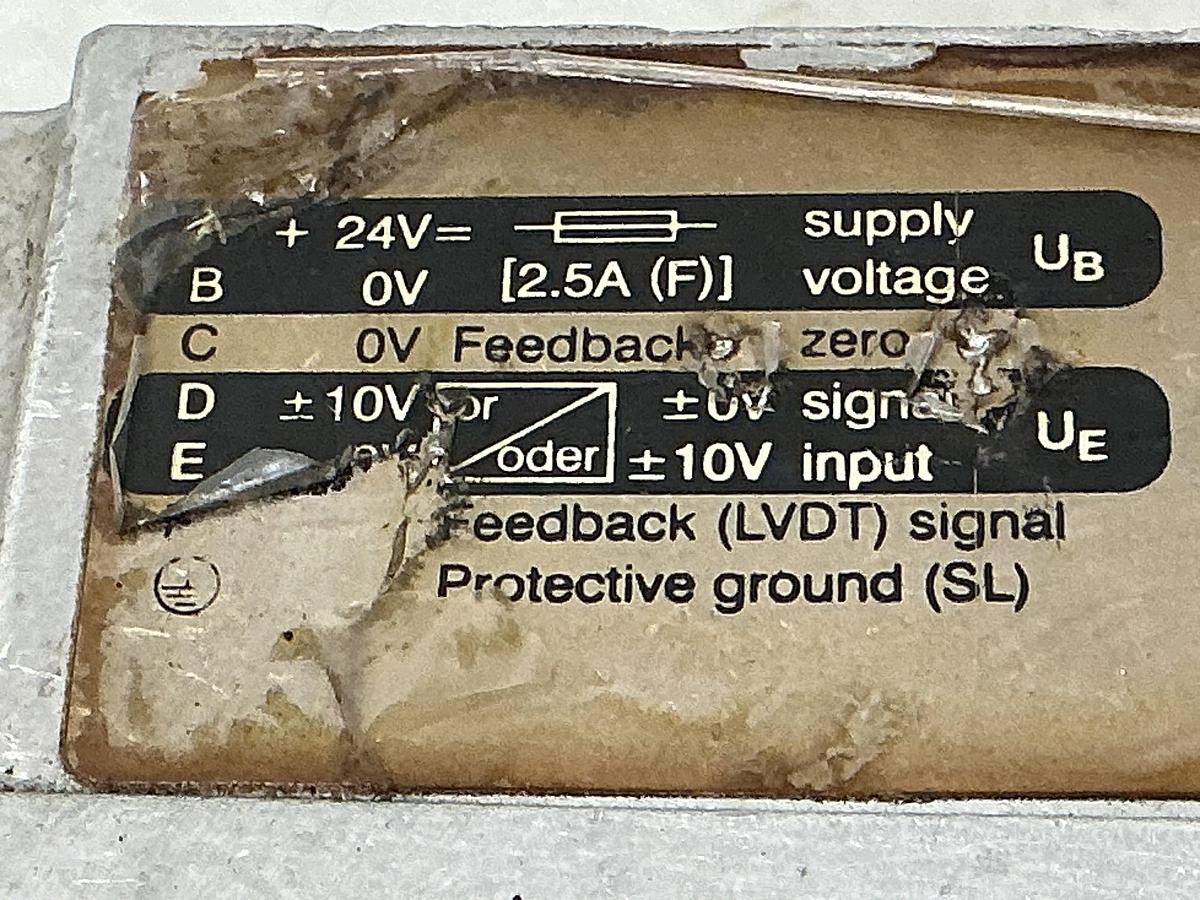 + 24V= supply
B 0V [2.5A (F)] voltage UB
C 0V Feedback zero
D ±10V or ±0V signal
E oder ±10V input UE
Feedback (LVDT) signal
Protective ground (SL)